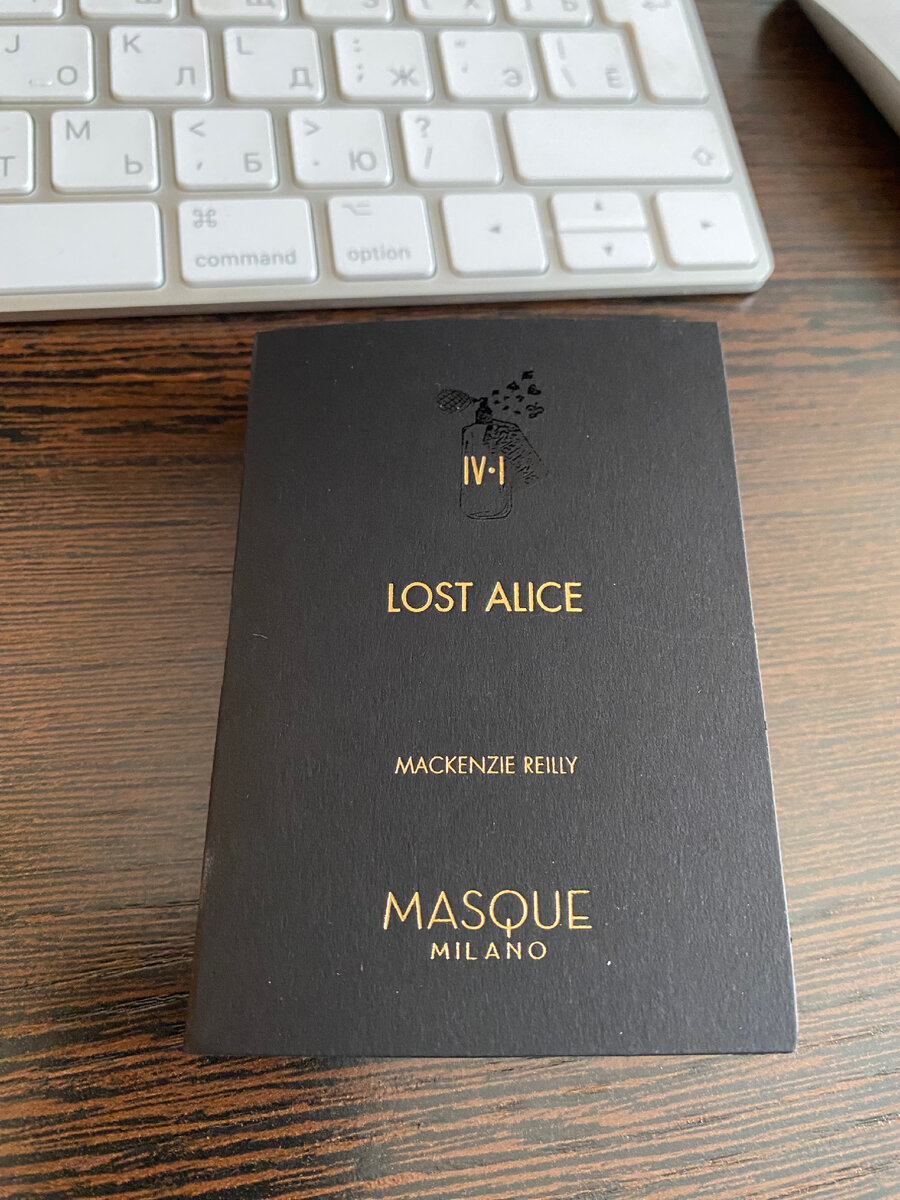 J О
K Л
L Д
: ; Ж
" ' Э
| \ Ё
Т
M Ь
< , Б
> . Ю
? /
⌘
command
option
IV·I
LOST ALICE
MACKENZIE REILLY
MASQUE
MILANO